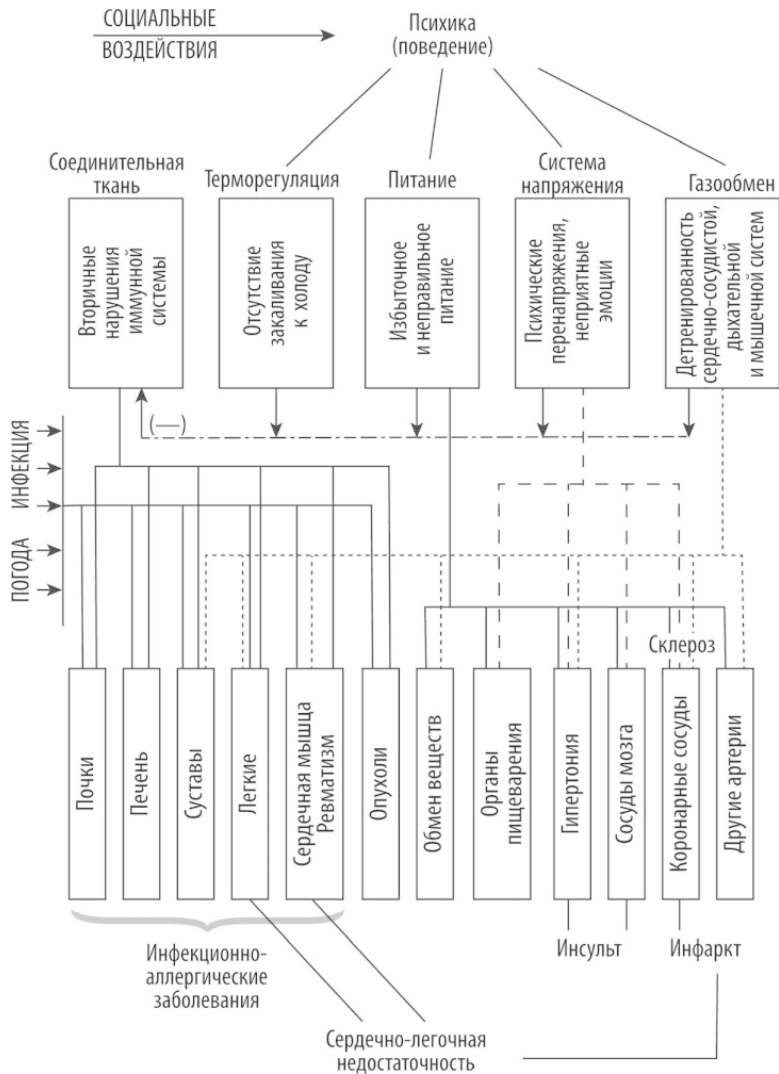 СОЦИАЛЬНЫЕ
ВОЗДЕЙСТВИЯ
Психика
(поведение)
Соединительная
ткань
Терморегуляция
Питание
Система
напряжения
Газообмен
Вторичные
нарушения
иммунной
системы
Отсутствие
закаливания
к холоду
Избыточное
и неправильное
питание
Психические
перенапряжения,
неприятные
эмоции
Детренированность
сердечно-сосудистой,
дыхательной
и мышечной систем
(—)
ИНФЕКЦИЯ
ПОГОДА
Склероз
Почки
Печень
Суставы
Легкие
Сердечная мышца
Ревматизм
Опухоли
Обмен веществ
Органы
пищеварения
Гипертония
Сосуды мозга
Коронарные сосуды
Другие артерии
Инфекционно-
аллергические
заболевания
Инсульт
Инфаркт
Сердечно-легочная
недостаточность